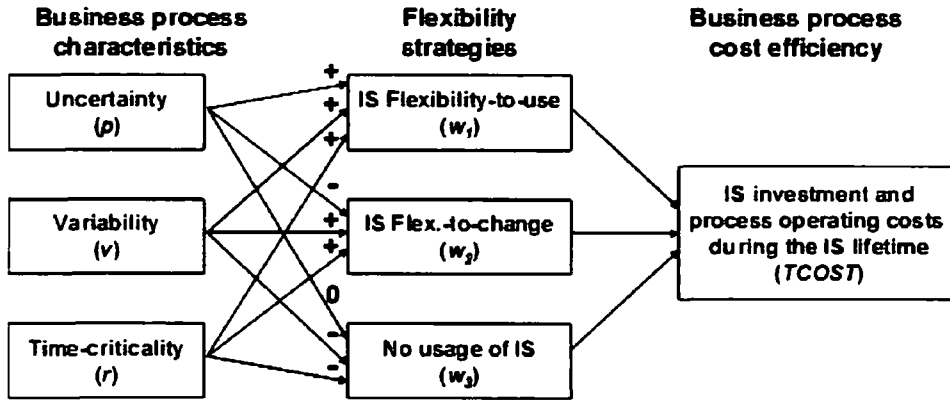 Business process
characteristics
Flexibility
strategies
Business process
cost efficiency
Uncertainty
(p)
Variability
(v)
Time-criticality
(r)
+
+
+
-
+
+
0
-
-
IS Flexibility-to-use
(w1)
IS Flex.-to-change
(w2)
No usage of IS
(w3)
IS investment and
process operating costs
during the IS lifetime
(TCOST)